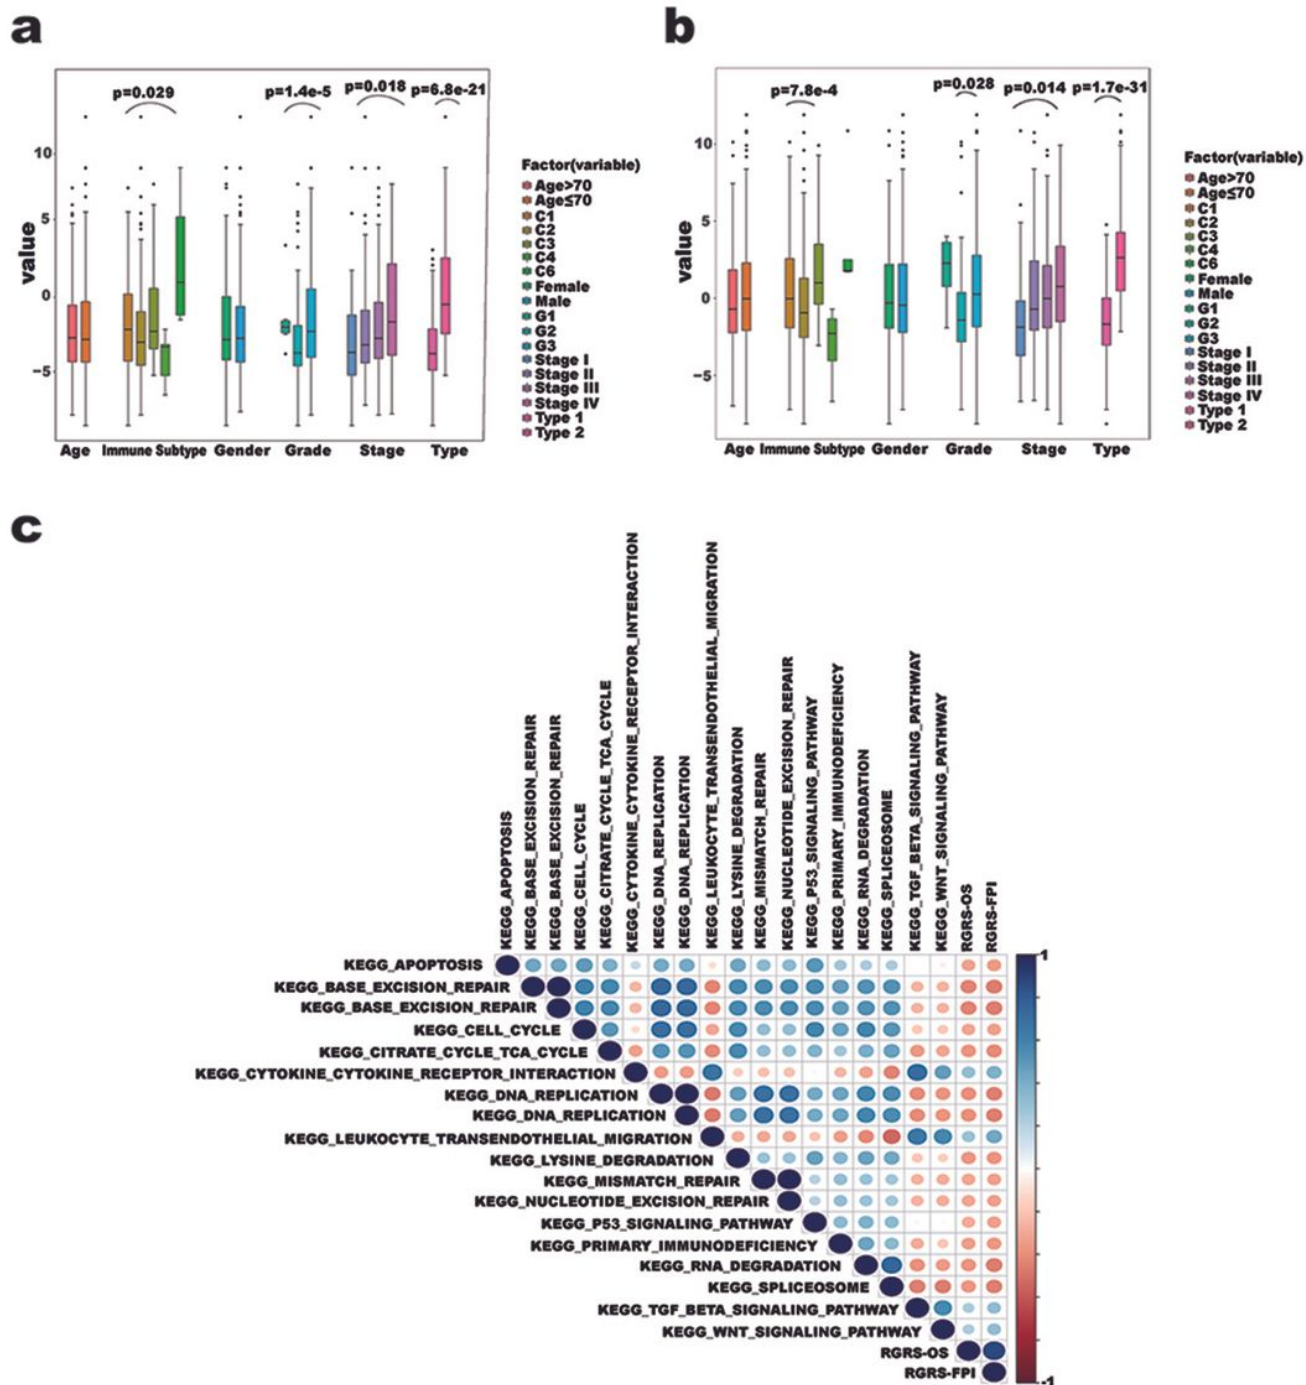 a
p=0.029
p=1.4e-5
p=0.018
p=6.8e-21
10
5
0
−5
value
Age
Immune Subtype
Gender
Grade
Stage
Type
Factor(variable)
Age>70
Age≤70
C1
C2
C3
C4
C6
Female
Male
G1
G2
G3
Stage I
Stage II
Stage III
Stage IV
Type 1
Type 2
b
p=7.8e-4
p=0.028
p=0.014
p=1.7e-31
10
5
0
−5
value
Age
Immune Subtype
Gender
Grade
Stage
Type
Factor(variable)
Age>70
Age≤70
C1
C2
C3
C4
C6
Female
Male
G1
G2
G3
Stage I
Stage II
Stage III
Stage IV
Type 1
Type 2
c
KEGG_APOPTOSIS
KEGG_BASE_EXCISION_REPAIR
KEGG_BASE_EXCISION_REPAIR
KEGG_CELL_CYCLE
KEGG_CITRATE_CYCLE_TCA_CYCLE
KEGG_CYTOKINE_CYTOKINE_RECEPTOR_INTERACTION
KEGG_DNA_REPLICATION
KEGG_DNA_REPLICATION
KEGG_LEUKOCYTE_TRANSENDOTHELIAL_MIGRATION
KEGG_LYSINE_DEGRADATION
KEGG_MISMATCH_REPAIR
KEGG_NUCLEOTIDE_EXCISION_REPAIR
KEGG_P53_SIGNALING_PATHWAY
KEGG_PRIMARY_IMMUNODEFICIENCY
KEGG_RNA_DEGRADATION
KEGG_SPLICEOSOME
KEGG_TGF_BETA_SIGNALING_PATHWAY
KEGG_WNT_SIGNALING_PATHWAY
RGRS-OS
RGRS-FPI
KEGG_APOPTOSIS
KEGG_BASE_EXCISION_REPAIR
KEGG_BASE_EXCISION_REPAIR
KEGG_CELL_CYCLE
KEGG_CITRATE_CYCLE_TCA_CYCLE
KEGG_CYTOKINE_CYTOKINE_RECEPTOR_INTERACTION
KEGG_DNA_REPLICATION
KEGG_DNA_REPLICATION
KEGG_LEUKOCYTE_TRANSENDOTHELIAL_MIGRATION
KEGG_LYSINE_DEGRADATION
KEGG_MISMATCH_REPAIR
KEGG_NUCLEOTIDE_EXCISION_REPAIR
KEGG_P53_SIGNALING_PATHWAY
KEGG_PRIMARY_IMMUNODEFICIENCY
KEGG_RNA_DEGRADATION
KEGG_SPLICEOSOME
KEGG_TGF_BETA_SIGNALING_PATHWAY
KEGG_WNT_SIGNALING_PATHWAY
RGRS-OS
RGRS-FPI
1
-1